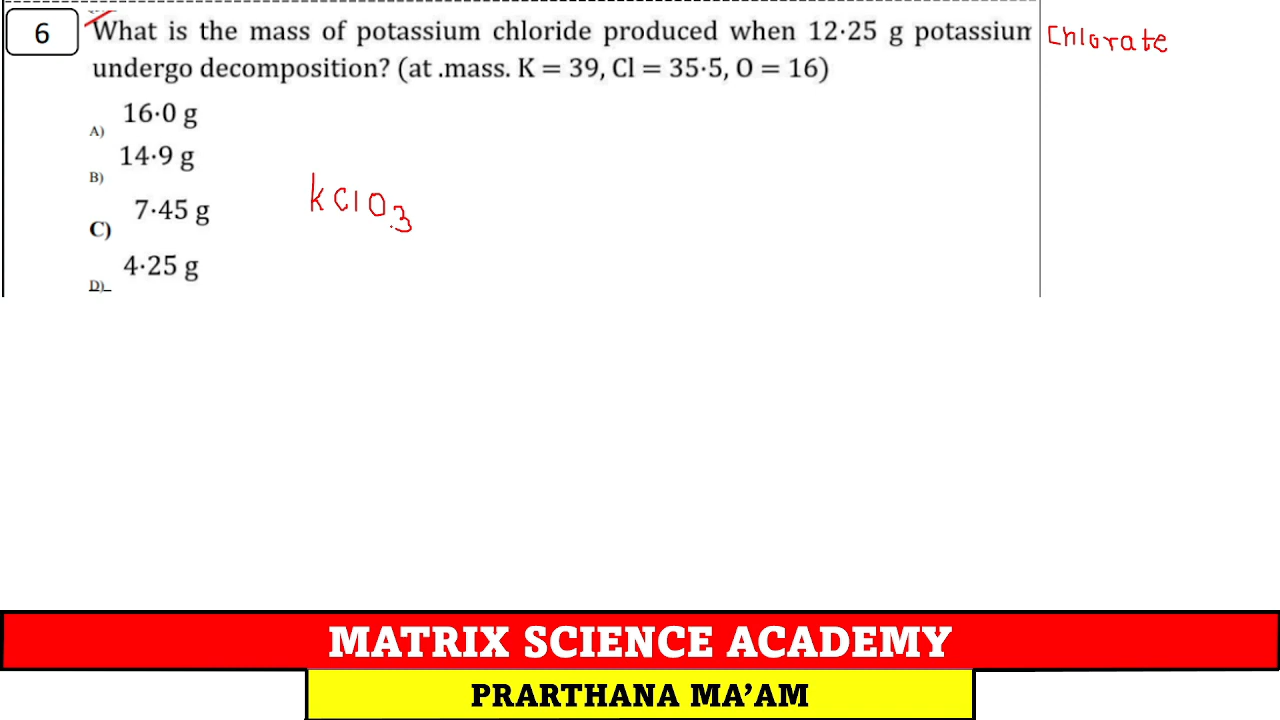 6
What is the mass of potassium chloride produced when 12·25 g potassium chlorate
undergo decomposition? (at .mass. K = 39, Cl = 35·5, O = 16)
A) 16·0 g
B) 14·9 g
C) 7·45 g
D) 4·25 g
KClO3
MATRIX SCIENCE ACADEMY
PRARTHANA MA'AM